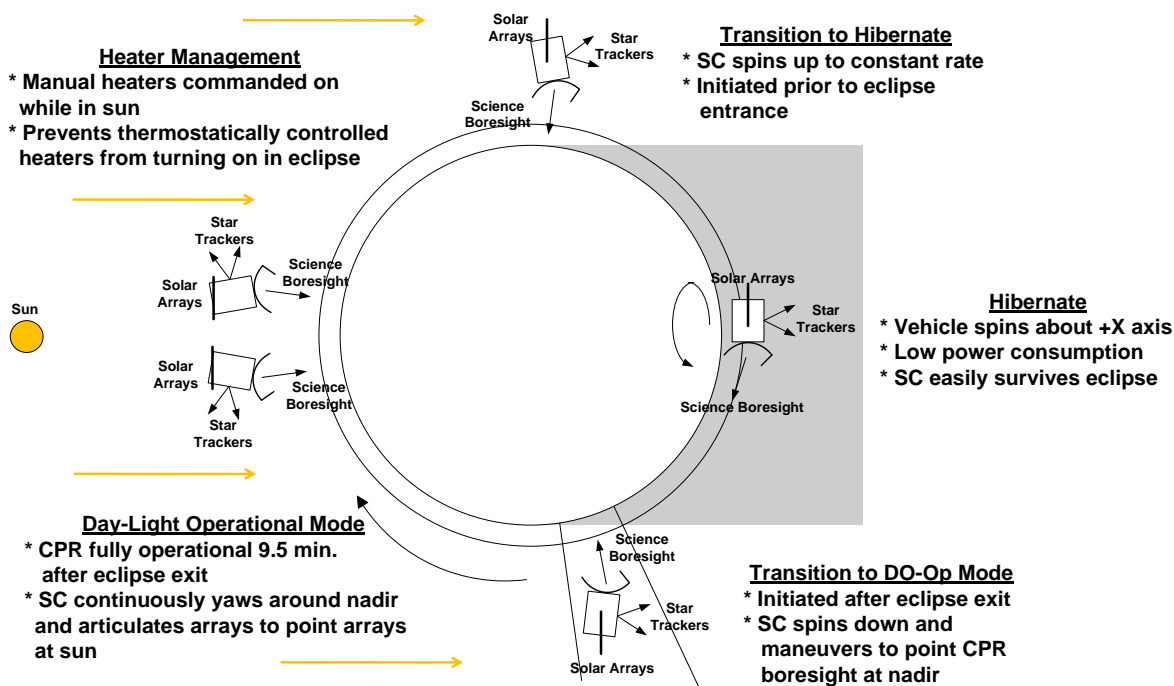 Heater Management
* Manual heaters commanded on
while in sun
* Prevents thermostatically controlled
heaters from turning on in eclipse
Solar
Arrays
Star
Trackers
Science
Boresight
Transition to Hibernate
* SC spins up to constant rate
* Initiated prior to eclipse
entrance
Star
Trackers
Science
Boresight
Solar
Arrays
Sun
Solar
Arrays
Science
Boresight
Star
Trackers
Solar Arrays
Star
Trackers
Science Boresight
Hibernate
* Vehicle spins about +X axis
* Low power consumption
* SC easily survives eclipse
Day-Light Operational Mode
* CPR fully operational 9.5 min.
after eclipse exit
* SC continuously yaws around nadir
and articulates arrays to point arrays
at sun
Science
Boresight
Star
Trackers
Solar Arrays
Transition to DO-Op Mode
* Initiated after eclipse exit
* SC spins down and
maneuvers to point CPR
boresight at nadir